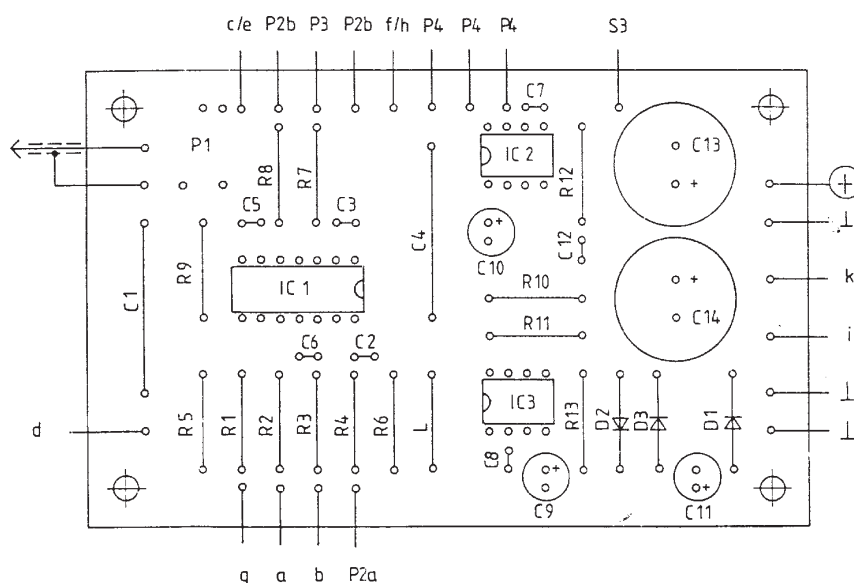 c/e P2b P3 P2b f/h P4 P4 P4 S3
C7
P1 IC 2 C13
R8 R7 R12 +
C5 C3 +
C4 + ⊥
R9 C10 C12
C1 IC 1 + k
R10
R11 C14 i
C6 C2
IC3 ⊥
d R5 R1 R2 R3 R4 R6 L R13 D2 D3 D1 ⊥
C8
+ +
C9 C11
g a b P2a